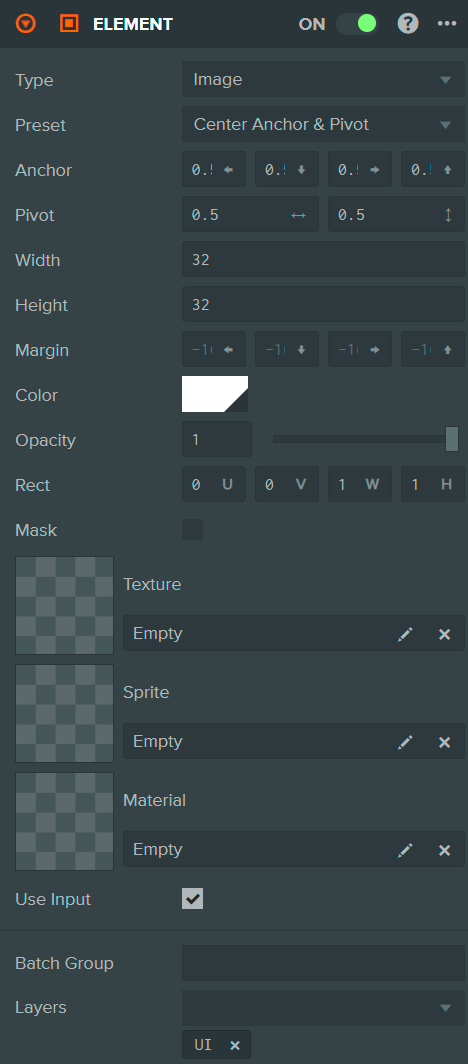 ELEMENT ON ?
Type Image
Preset Center Anchor & Pivot
Anchor
Pivot 0.5 0.5
Width 32
Height 32
Margin
Color
Opacity 1
Rect 0 U 0 V 1 W 1 H
Mask
Texture
Empty
Sprite
Empty
Material
Empty
Use Input
Batch Group
Layers
UI